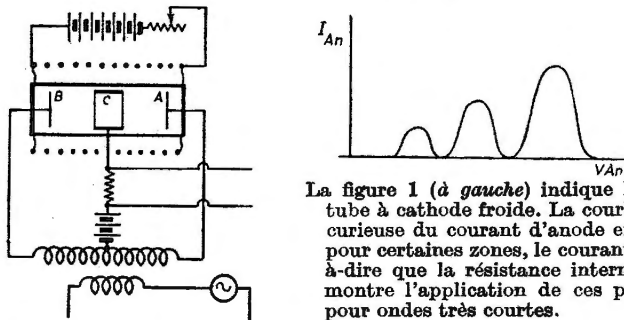 B
C
A
I An
VAn
La figure 1 (à gauche) indique
tube à cathode froide. La cour
curieuse du courant d'anode e
pour certaines zones, le courant
à-dire que la résistance intern
montre l'application de ces p
pour ondes très courtes.